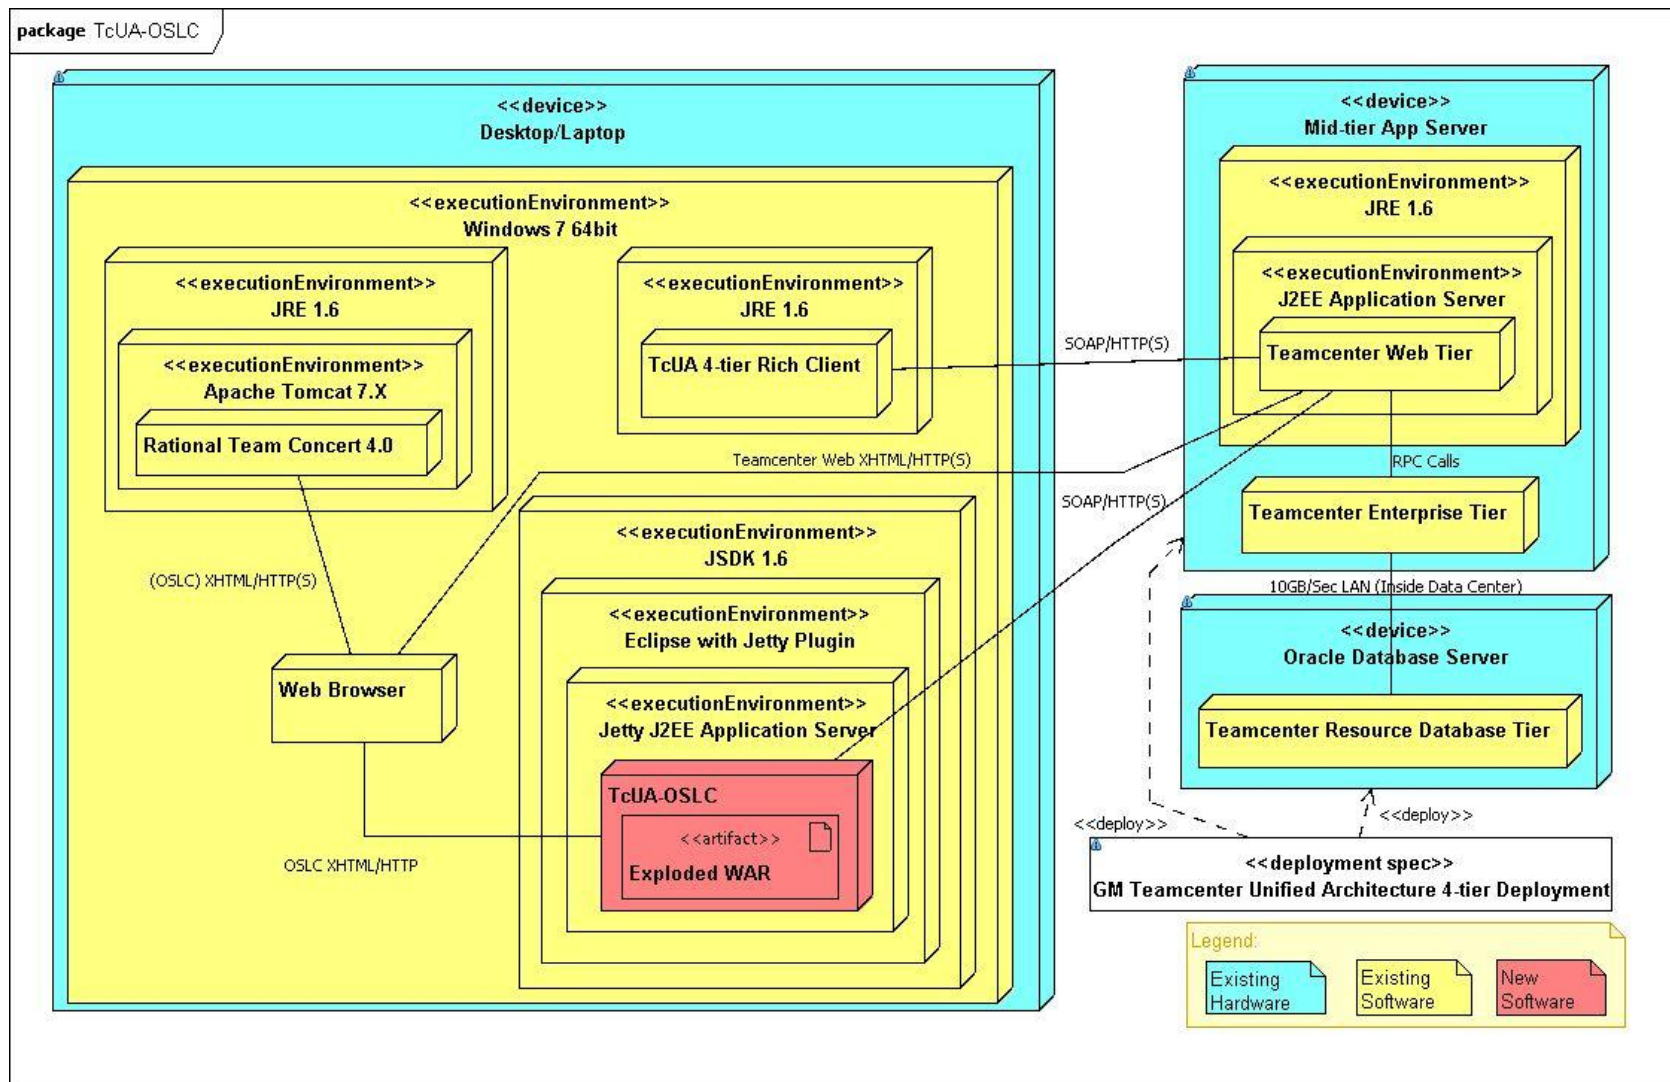 package TcUA-OSLC
<<device>>
Desktop/Laptop
<<executionEnvironment>>
Windows 7 64bit
<<executionEnvironment>>
JRE 1.6
<<executionEnvironment>>
Apache Tomcat 7.X
Rational Team Concert 4.0
<<executionEnvironment>>
JRE 1.6
TcUA 4-tier Rich Client
SOAP/HTTP(S)
Teamcenter Web XHTML/HTTP(S)
SOAP/HTTP(S)
(OSLC) XHTML/HTTP(S)
Web Browser
OSLC XHTML/HTTP
<<executionEnvironment>>
JSDK 1.6
<<executionEnvironment>>
Eclipse with Jetty Plugin
<<executionEnvironment>>
Jetty J2EE Application Server
TcUA-OSLC
<<artifact>>
Exploded WAR
<<device>>
Mid-tier App Server
<<executionEnvironment>>
JRE 1.6
<<executionEnvironment>>
J2EE Application Server
Teamcenter Web Tier
RPC Calls
Teamcenter Enterprise Tier
10GB/Sec LAN (Inside Data Center)
<<device>>
Oracle Database Server
Teamcenter Resource Database Tier
<<deploy>>
<<deploy>>
<<deployment spec>>
GM Teamcenter Unified Architecture 4-tier Deployment
Legend:
Existing
Hardware
Existing
Software
New
Software